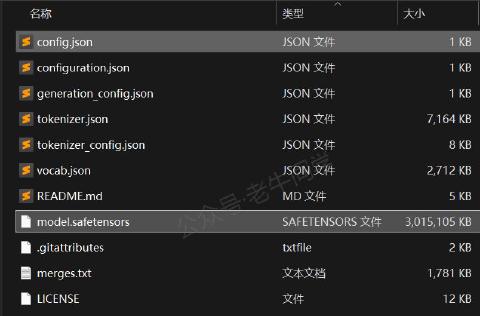 名称 类型 大小
config.json JSON 文件 1 KB
configuration.json JSON 文件 1 KB
generation_config.json JSON 文件 1 KB
tokenizer.json JSON 文件 7,164 KB
tokenizer_config.json JSON 文件 8 KB
vocab.json JSON 文件 2,712 KB
README.md MD 文件 5 KB
model.safetensors SAFETENSORS 文件 3,015,105 KB
.gitattributes txtfile 2 KB
merges.txt 文本文档 1,781 KB
LICENSE 文件 12 KB
公众号·老牛同学